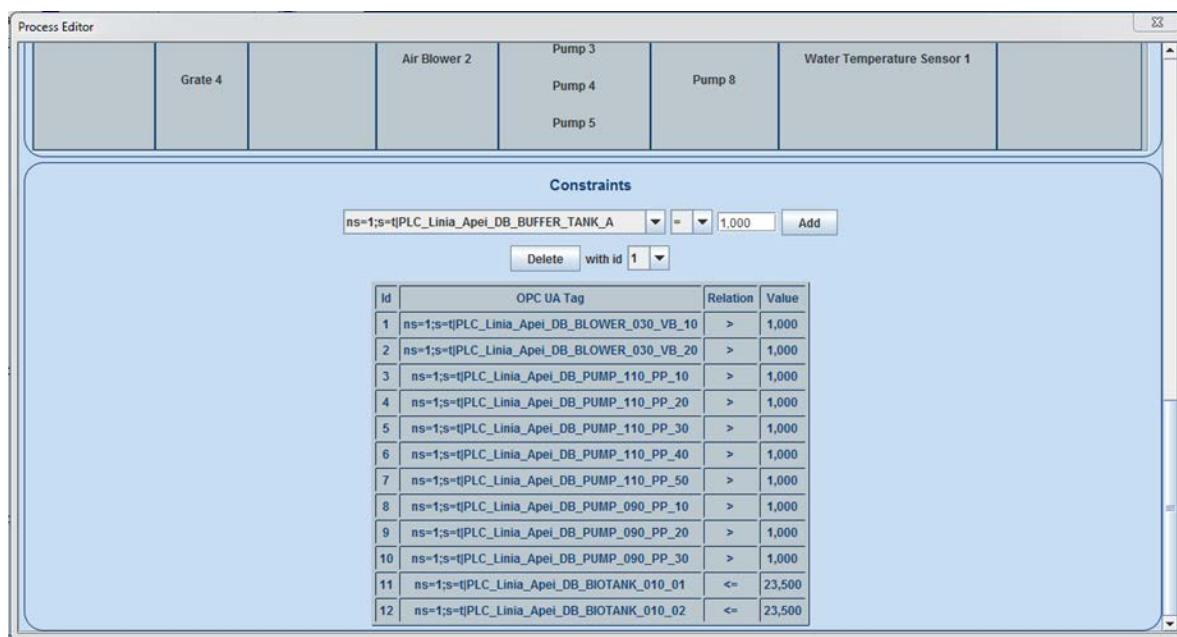 Process Editor
Pump 3
Air Blower 2 Water Temperature Sensor 1
Grate 4 Pump 4 Pump 8
Pump 5
Constraints
ns=1;s=t|PLC_Linia_Apei_DB_BUFFER_TANK_A = 1,000 Add
Delete with id 1
Id OPC UA Tag Relation Value
1 ns=1;s=t|PLC_Linia_Apei_DB_BLOWER_030_VB_10 > 1,000
2 ns=1;s=t|PLC_Linia_Apei_DB_BLOWER_030_VB_20 > 1,000
3 ns=1;s=t|PLC_Linia_Apei_DB_PUMP_110_PP_10 > 1,000
4 ns=1;s=t|PLC_Linia_Apei_DB_PUMP_110_PP_20 > 1,000
5 ns=1;s=t|PLC_Linia_Apei_DB_PUMP_110_PP_30 > 1,000
6 ns=1;s=t|PLC_Linia_Apei_DB_PUMP_110_PP_40 > 1,000
7 ns=1;s=t|PLC_Linia_Apei_DB_PUMP_110_PP_50 > 1,000
8 ns=1;s=t|PLC_Linia_Apei_DB_PUMP_090_PP_10 > 1,000
9 ns=1;s=t|PLC_Linia_Apei_DB_PUMP_090_PP_20 > 1,000
10 ns=1;s=t|PLC_Linia_Apei_DB_PUMP_090_PP_30 > 1,000
11 ns=1;s=t|PLC_Linia_Apei_DB_BIOTANK_010_01 <= 23,500
12 ns=1;s=t|PLC_Linia_Apei_DB_BIOTANK_010_02 <= 23,500